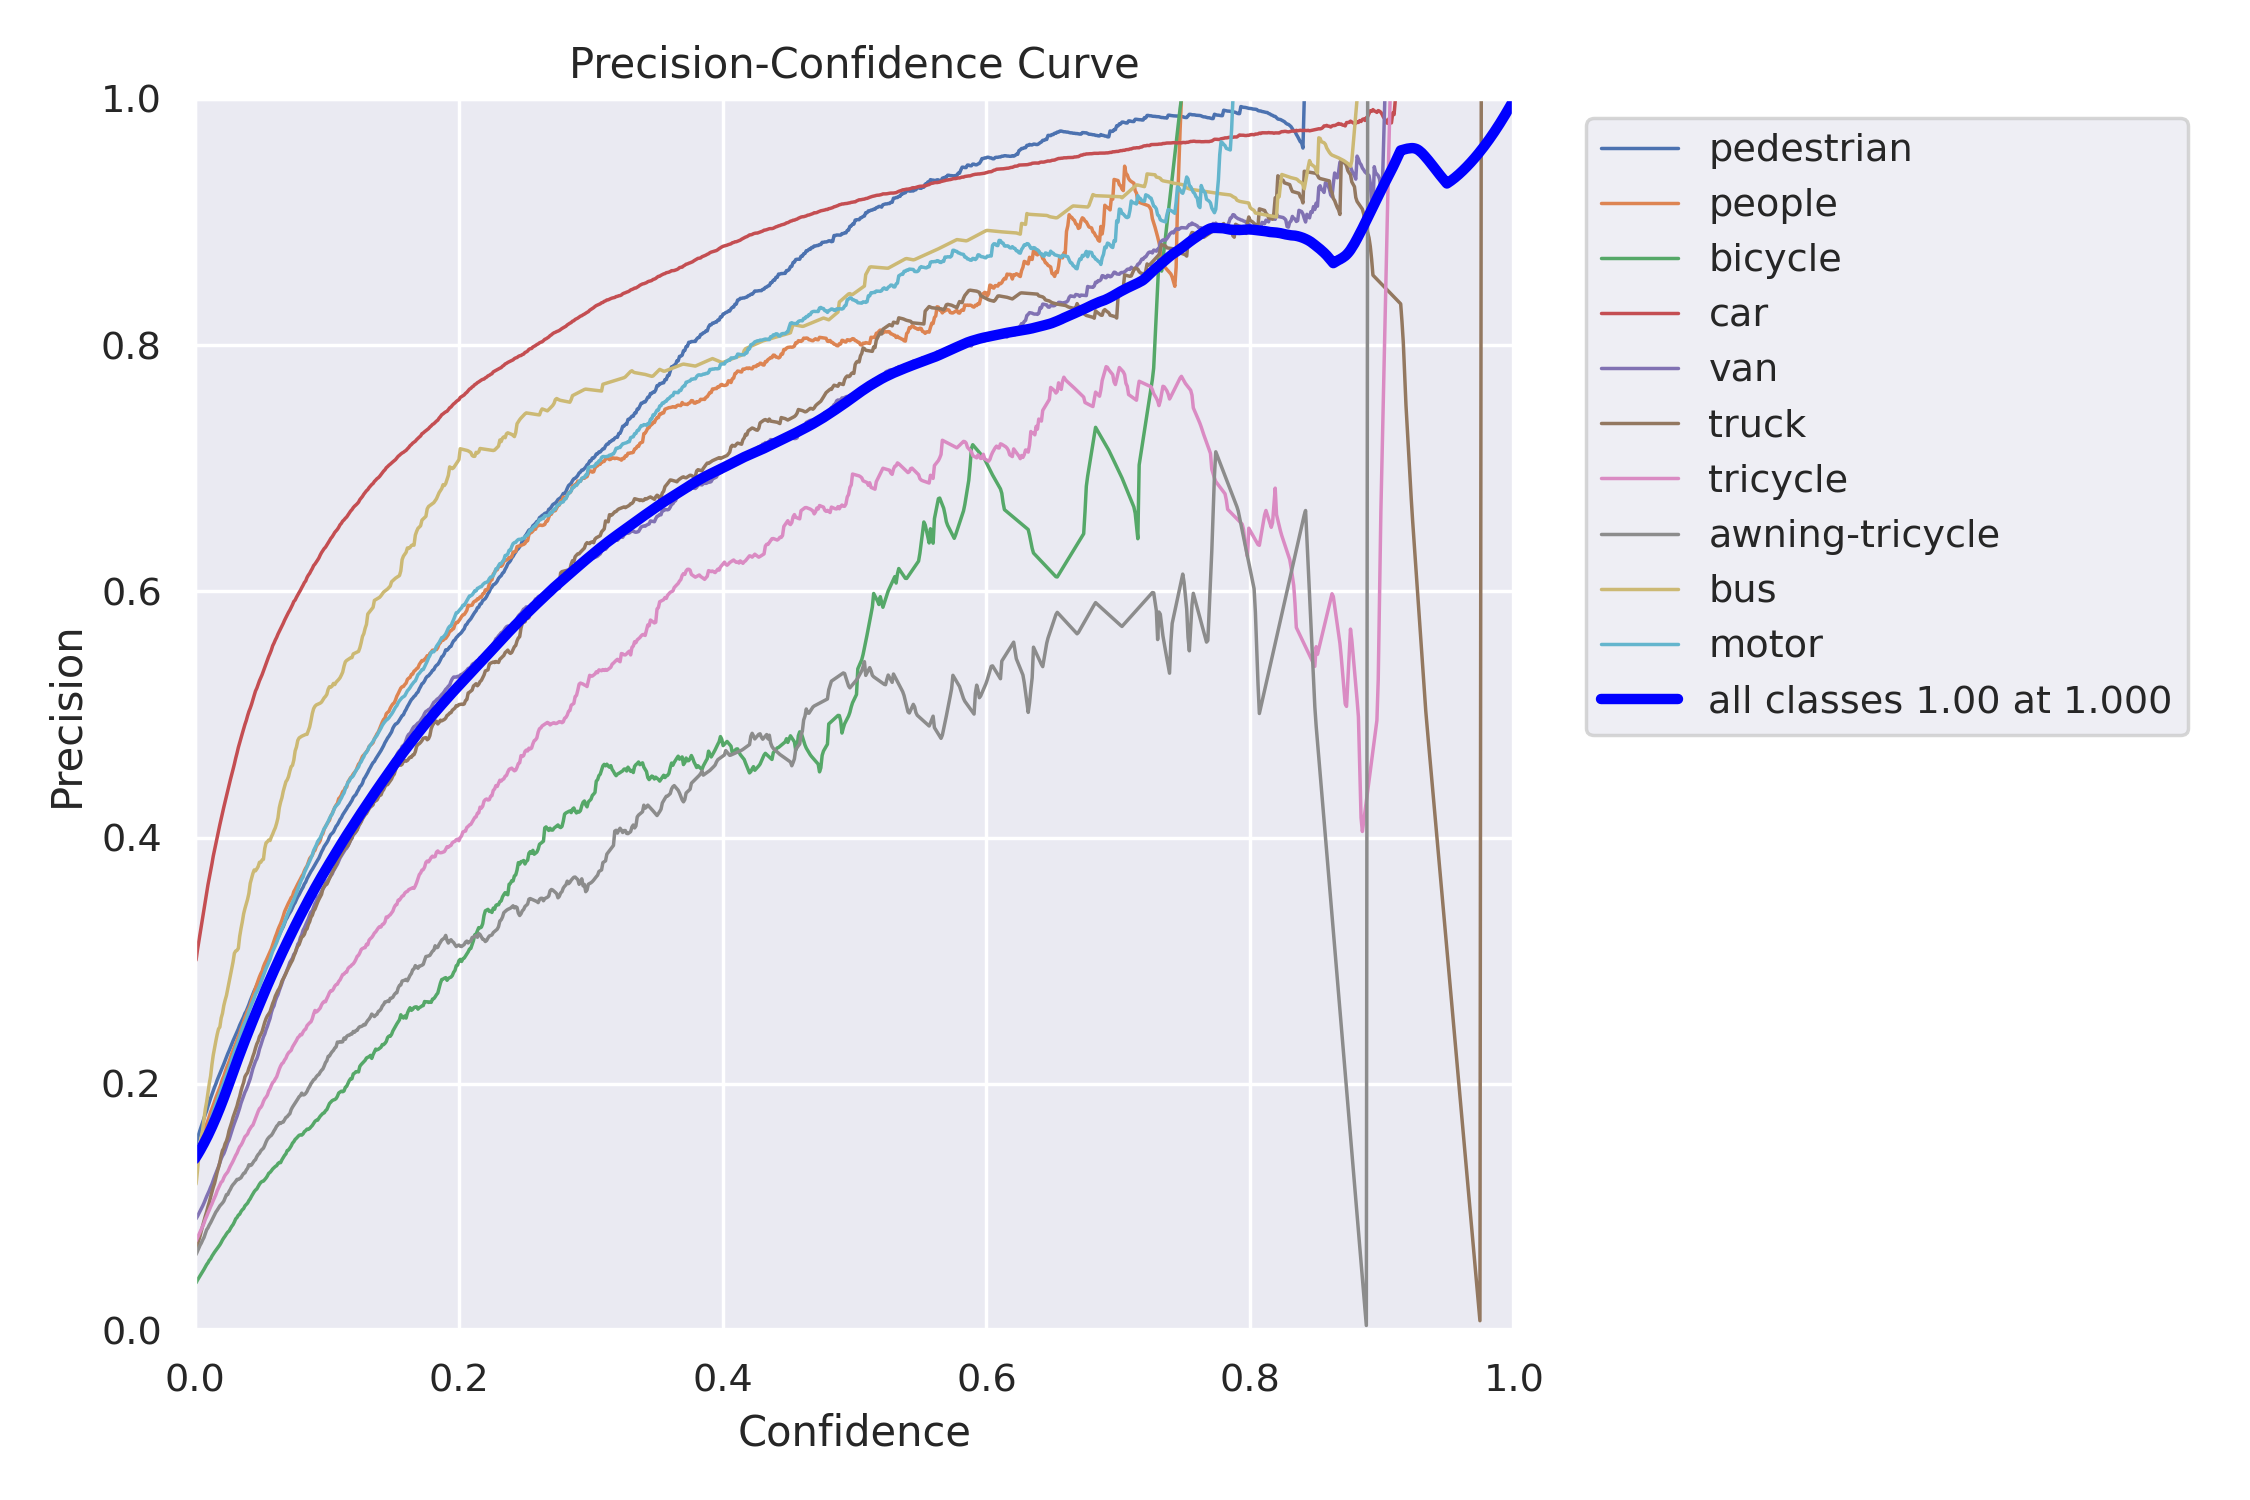 Precision-Confidence Curve
1.0
0.8
0.6
0.4
0.2
0.0
Precision
0.0 0.2 0.4 0.6 0.8 1.0
Confidence
pedestrian
people
bicycle
car
van
truck
tricycle
awning-tricycle
bus
motor
all classes 1.00 at 1.000